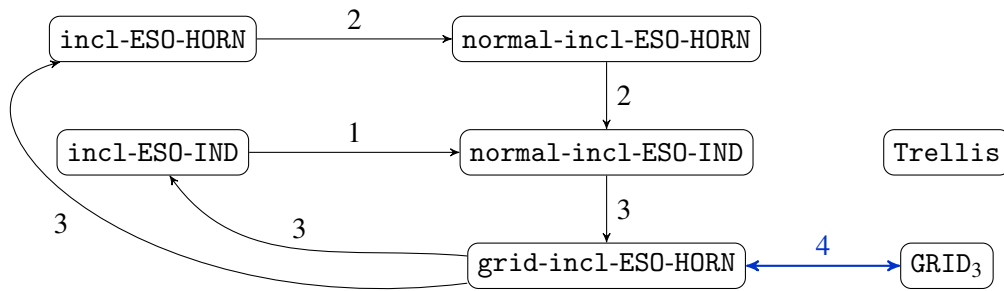 incl-ESO-HORN 2 normal-incl-ESO-HORN
2
incl-ESO-IND 1 normal-incl-ESO-IND Trellis
3 3 3
grid-incl-ESO-HORN 4 GRID₃